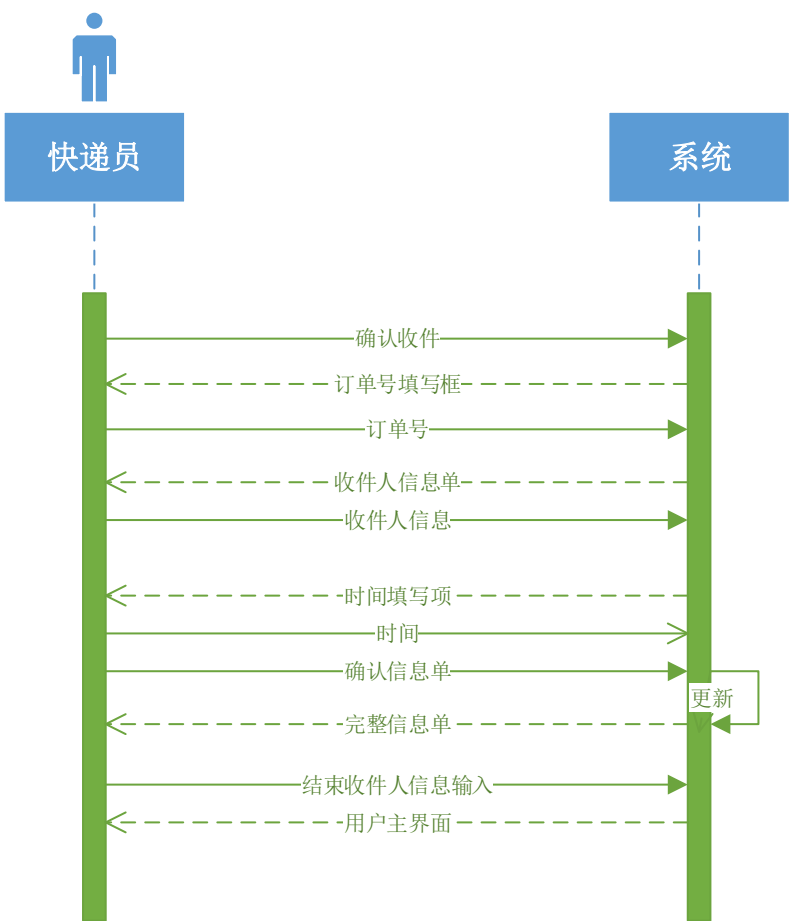 快递员
系统
确认收件
订单号填写框
订单号
收件人信息单
收件人信息
时间填写项
时间
确认信息单
更新
完整信息单
结束收件人信息输入
用户主界面